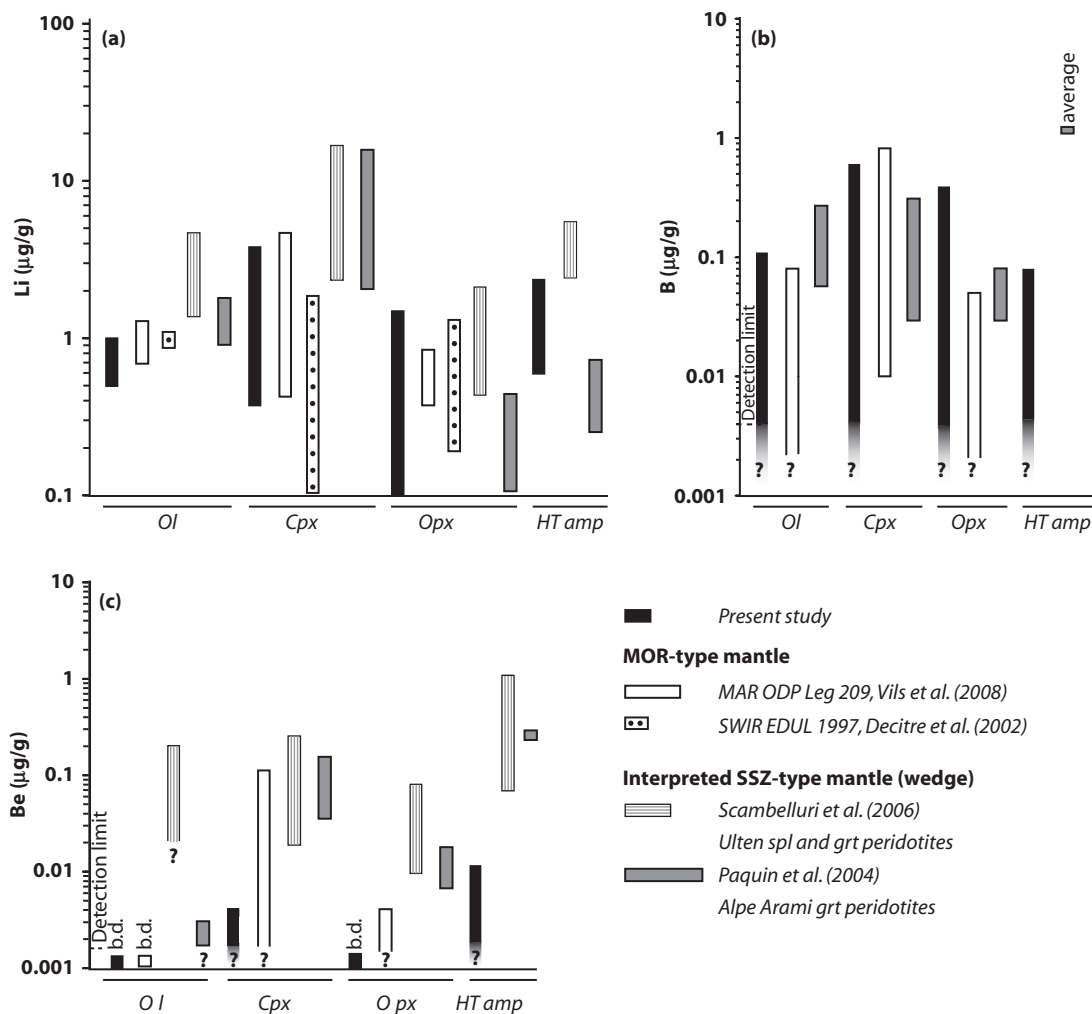 (a)
100
10
1
0.1
Li (µg/g)
Ol
Cpx
Opx
HT amp
(b)
10
1
0.1
0.01
0.001
B (µg/g)
average
Detection limit
? ? ? ? ? ?
Ol
Cpx
Opx
HT amp
(c)
10
1
0.1
0.01
0.001
Be (µg/g)
Detection limit
b.d.
b.d.
?
?
?
?
b.d.
?
?
O l
Cpx
O px
HT amp
Present study
MOR-type mantle
MAR ODP Leg 209, Vils et al. (2008)
SWIR EDUL 1997, Decitre et al. (2002)
Interpreted SSZ-type mantle (wedge)
Scambelluri et al. (2006)
Ulten spl and grt peridotites
Paquin et al. (2004)
Alpe Arami grt peridotites